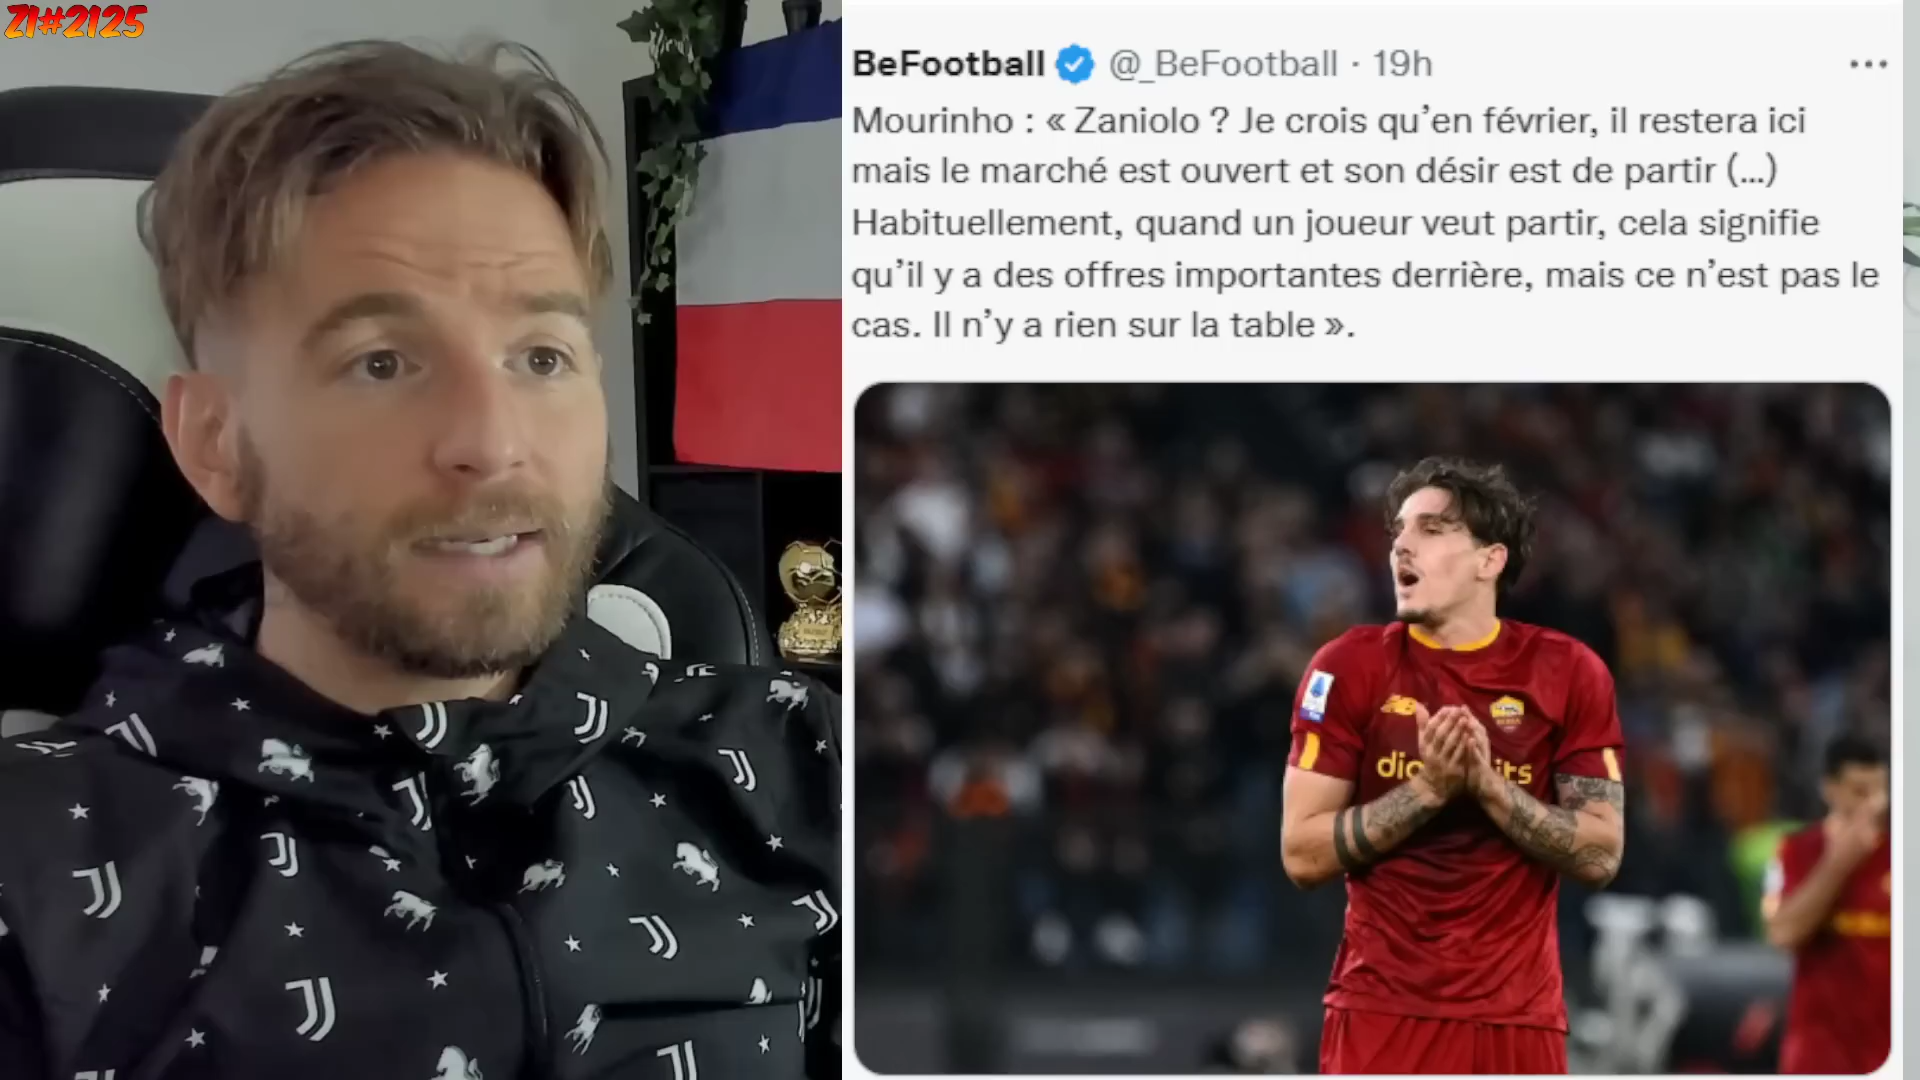 ZI#2125
BeFootball @_BeFootball · 19h
Mourinho : « Zaniolo ? Je crois qu’en février, il restera ici
mais le marché est ouvert et son désir est de partir (...)
Habituellement, quand un joueur veut partir, cela signifie
qu’il y a des offres importantes derrière, mais ce n’est pas le
cas. Il n’y a rien sur la table ».